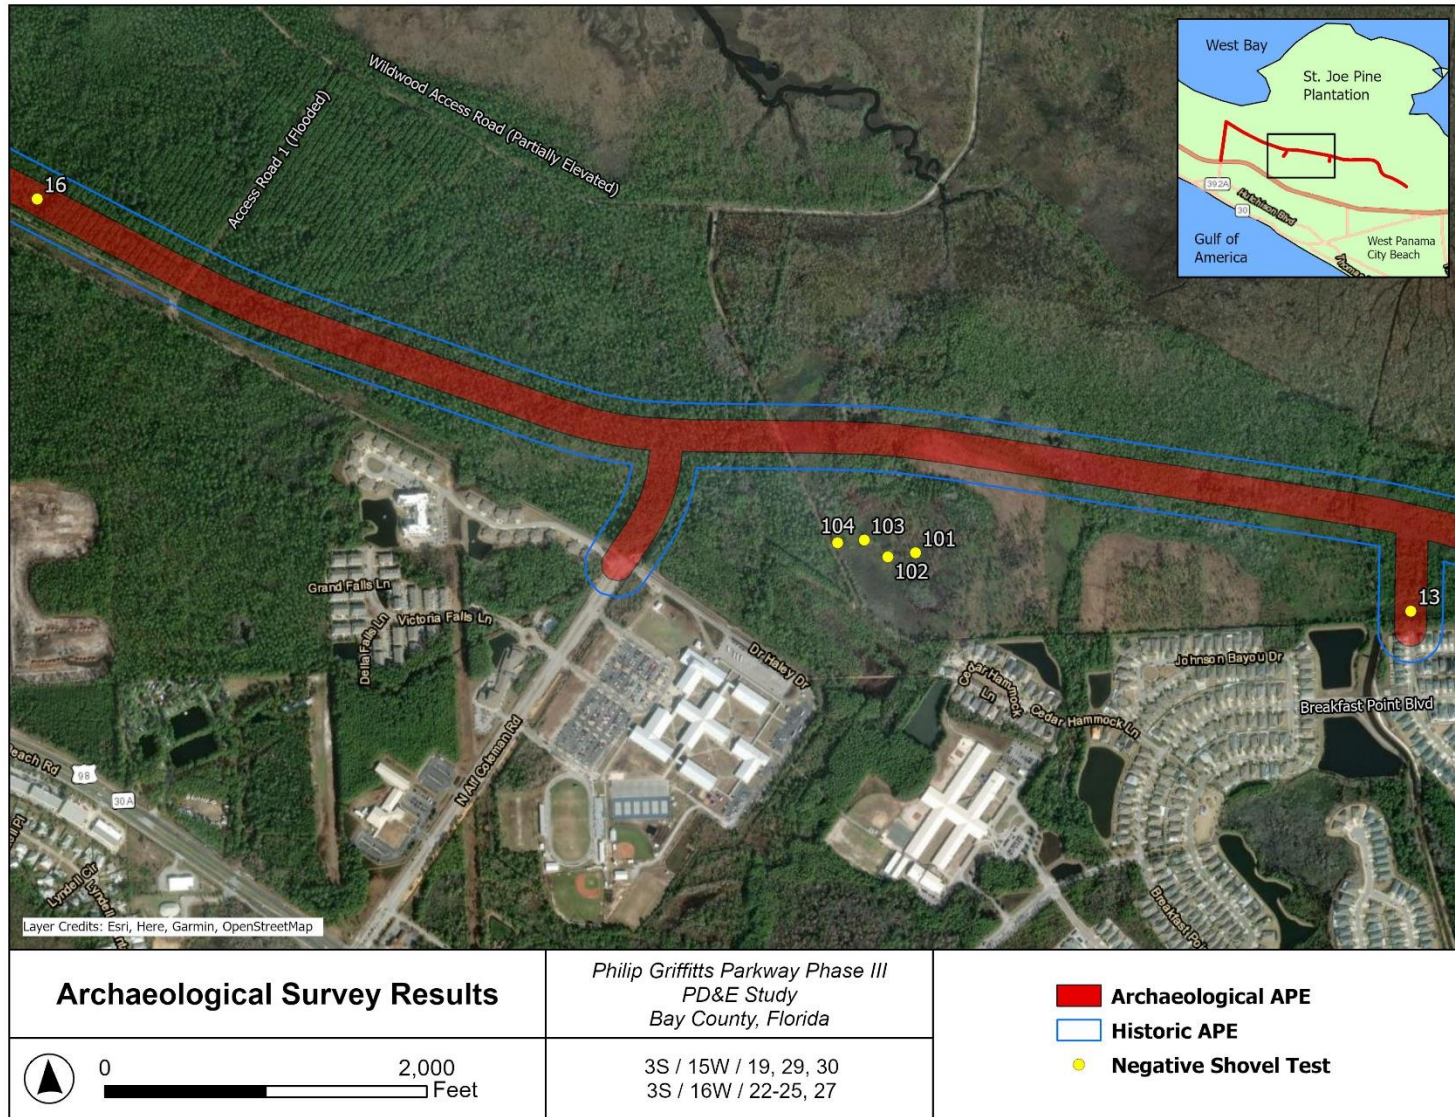 Wildwood Access Road (Partially Elevated)
Access Road 1 (Flooded)
16
West Bay
St. Joe Pine
Plantation
392A
Hutchison Blvd
30
Gulf of
America
West Panama
City Beach
104
103
101
102
13
Grand Falls Ln
Victoria Falls Ln
Della Falls Ln
Dr Haley Dr
N Alf Coleman Rd
Cedar Hammock
Ln
Cedar Hammock Ln
Johnson Bayou Dr
Breakfast Point Blvd
Breakfast Poi
each Rd
98
30A
Lyndell Cir
Layer Credits: Esri, Here, Garmin, OpenStreetMap
Archaeological Survey Results
0
2,000
Feet
Philip Griffitts Parkway Phase III
PD&E Study
Bay County, Florida
3S / 15W / 19, 29, 30
3S / 16W / 22-25, 27
Archaeological APE
Historic APE
Negative Shovel Test